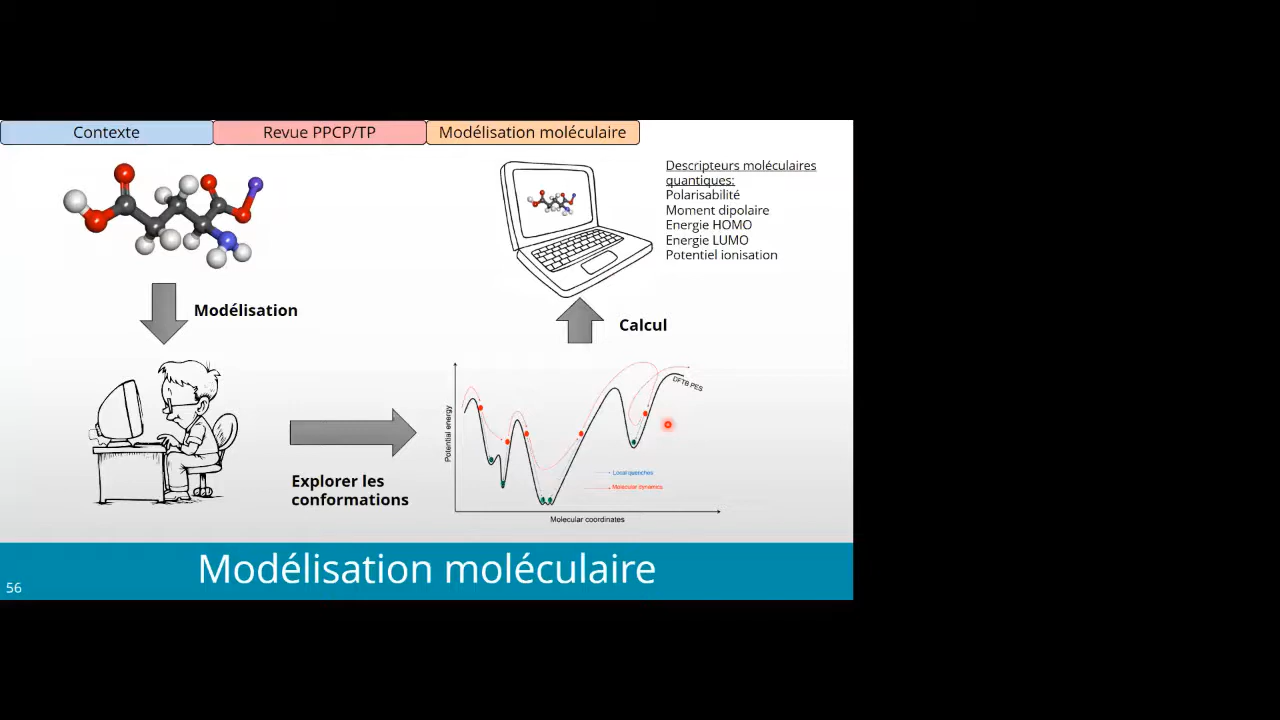 Contexte
Revue PPCP/TP
Modélisation moléculaire
Descripteurs moléculaires
quantiques:
Polarisabilité
Moment dipolaire
Energie HOMO
Energie LUMO
Potentiel ionisation
Modélisation
Calcul
Explorer les
conformations
Potential energy
DFTB PES
Local quenches
Molecular dynamics
Molecular coordinates
Modélisation moléculaire
56